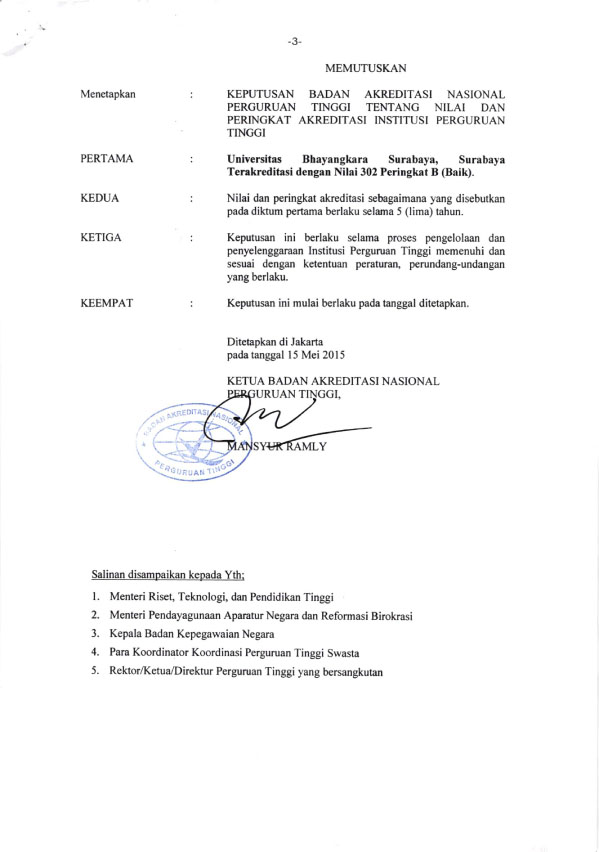 -3-
MEMUTUSKAN
Menetapkan : KEPUTUSAN BADAN AKREDITASI NASIONAL
PERGURUAN TINGGI TENTANG NILAI DAN
PERINGKAT AKREDITASI INSTITUSI PERGURUAN
TINGGI
PERTAMA : Universitas Bhayangkara Surabaya, Surabaya
Terakreditasi dengan Nilai 302 Peringkat B (Baik).
KEDUA : Nilai dan peringkat akreditasi sebagaimana yang disebutkan
pada diktum pertama berlaku selama 5 (lima) tahun.
KETIGA : Keputusan ini berlaku selama proses pengelolaan dan
penyelenggaraan Institusi Perguruan Tinggi memenuhi dan
sesuai dengan ketentuan peraturan, perundang-undangan
yang berlaku.
KEEMPAT : Keputusan ini mulai berlaku pada tanggal ditetapkan.
Ditetapkan di Jakarta
pada tanggal 15 Mei 2015
KETUA BADAN AKREDITASI NASIONAL
PERGURUAN TINGGI,
BADAN AKREDITASI NASIONAL
PERGURUAN TINGGI
MANSYUR RAMLY
Salinan disampaikan kepada Yth;
1. Menteri Riset, Teknologi, dan Pendidikan Tinggi
2. Menteri Pendayagunaan Aparatur Negara dan Reformasi Birokrasi
3. Kepala Badan Kepegawaian Negara
4. Para Koordinator Koordinasi Perguruan Tinggi Swasta
5. Rektor/Ketua/Direktur Perguruan Tinggi yang bersangkutan